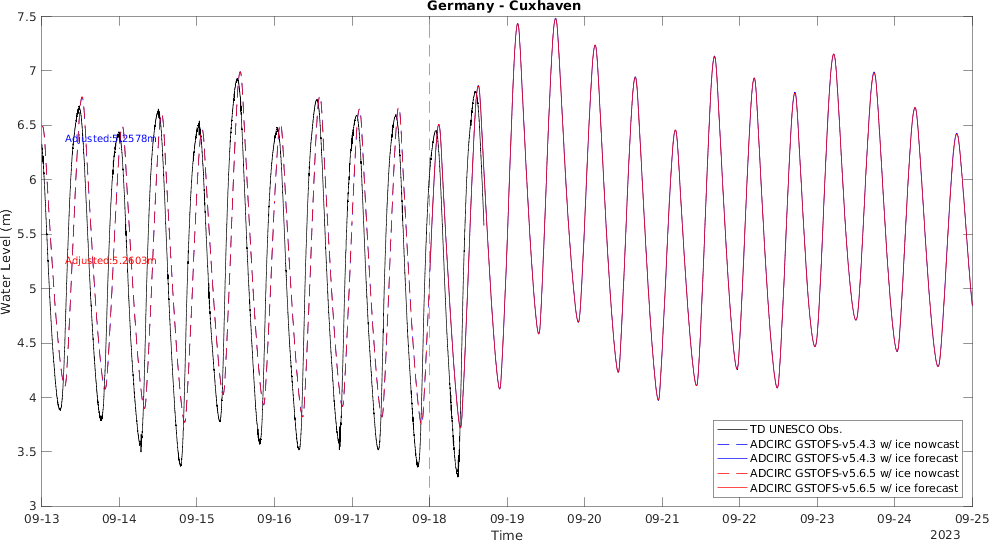 Germany - Cuxhaven
7.5
7
6.5
6
5.5
5
4.5
4
3.5
3
Water Level (m)
Adjusted:5.2578m
Adjusted:5.2603m
TD UNESCO Obs.
ADCIRC GSTOFS-v5.4.3 w/ ice nowcast
ADCIRC GSTOFS-v5.4.3 w/ ice forecast
ADCIRC GSTOFS-v5.6.5 w/ ice nowcast
ADCIRC GSTOFS-v5.6.5 w/ ice forecast
09-13 09-14 09-15 09-16 09-17 09-18 09-19 09-20 09-21 09-22 09-23 09-24 09-25
Time
2023